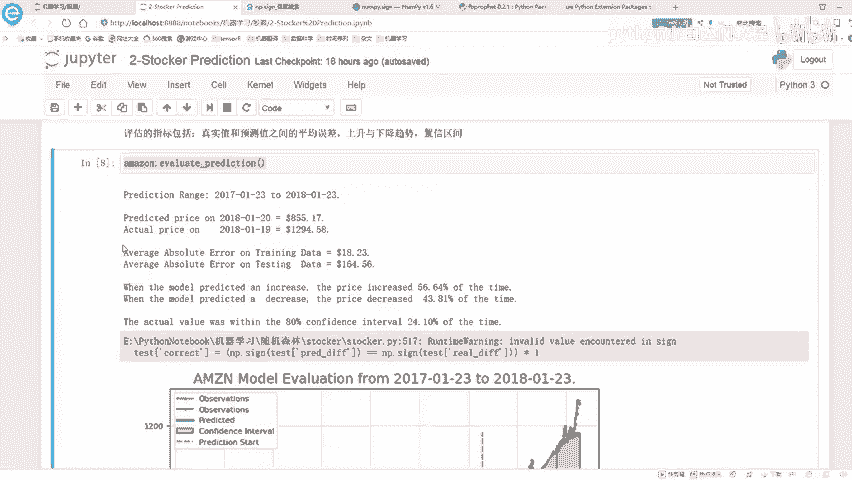 2-Stocker Prediction
http://localhost:8888/notebooks/机器学习/
2-Stocker%20Prediction.ipynb
jupyter 2-Stocker Prediction Last Checkpoint: 16 hours ago (autosaved)
Logout
File Edit View Insert Cell Kernel Widgets Help
Not Trusted
Python 3
Code
评估的指标包括：真实值和预测值之间的平均误差，上升与下降趋势，置信区间
In [8]: amazon.evaluate_prediction()
Prediction Range: 2017-01-23 to 2018-01-23.
Predicted price on 2018-01-20 = $855.17.
Actual price on 2018-01-19 = $1294.58.
Average Absolute Error on Training Data = $18.23.
Average Absolute Error on Testing Data = $164.56.
When the model predicted an increase, the price increased 56.64% of the time.
When the model predicted a decrease, the price decreased 43.81% of the time.
The actual value was within the 80% confidence interval 24.10% of the time.
E:\PythonNotebook\机器学习\随机森林\stocker\stocker.py:517: RuntimeWarning: invalid value encountered in sign
test['correct'] = (np.sign(test['pred_diff']) == np.sign(test['real_diff'])) * 1
AMZN Model Evaluation from 2017-01-23 to 2018-01-23.
Observations
Observations
Predicted
Confidence Interval
Prediction Start
1200